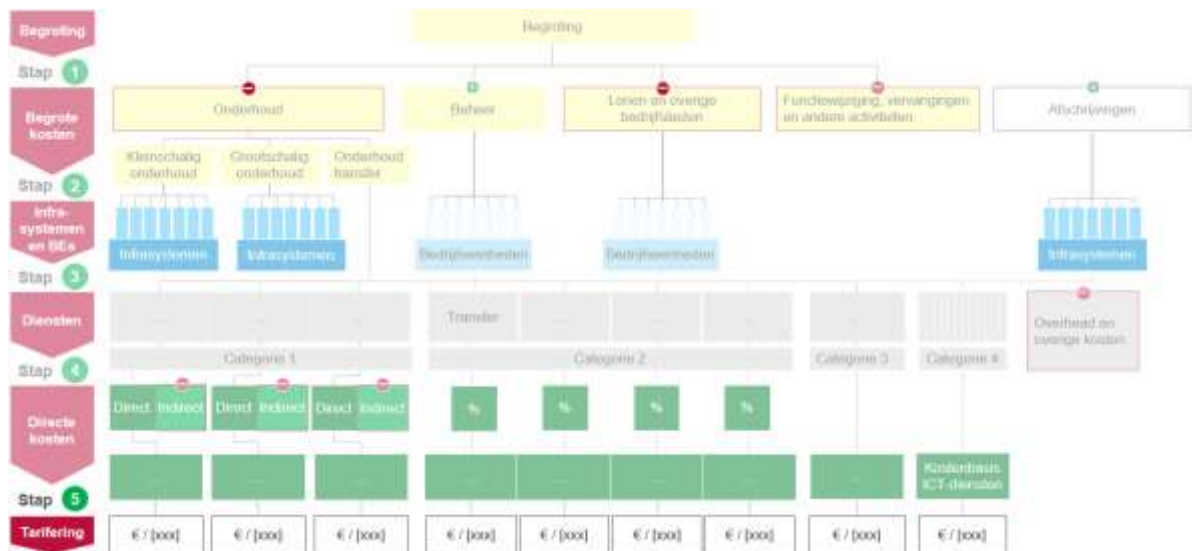 Begroting
Begroting
Stap 1
Begrote
kosten
Onderhoud
Beheer
Lonen en overige
bedrijfslasten
Functiewijziging, vervangingen
en andere activiteiten
Afschrijvingen
Kleinschalig
onderhoud
Grootschalig
onderhoud
Onderhoud
transfer
Stap 2
Infra-
systemen
en BEs
Infrasystemen
Infrasystemen
Bedrijfseenheden
Bedrijfseenheden
Infrasystemen
Stap 3
Diensten
...
...
...
Transfer
...
...
...
...
...
Overhead en
overige kosten
Categorie 1
Categorie 2
Categorie 3
Categorie 4
Stap 4
Directe
kosten
Direct Indirect
Direct Indirect
Direct Indirect
%
%
%
%
...
...
...
...
...
...
...
...
Kostenbasis
ICT-diensten
Stap 5
Tarifering
€ / [xxx]
€ / [xxx]
€ / [xxx]
€ / [xxx]
€ / [xxx]
€ / [xxx]
€ / [xxx]
€ / [xxx]
€ / [xxx]